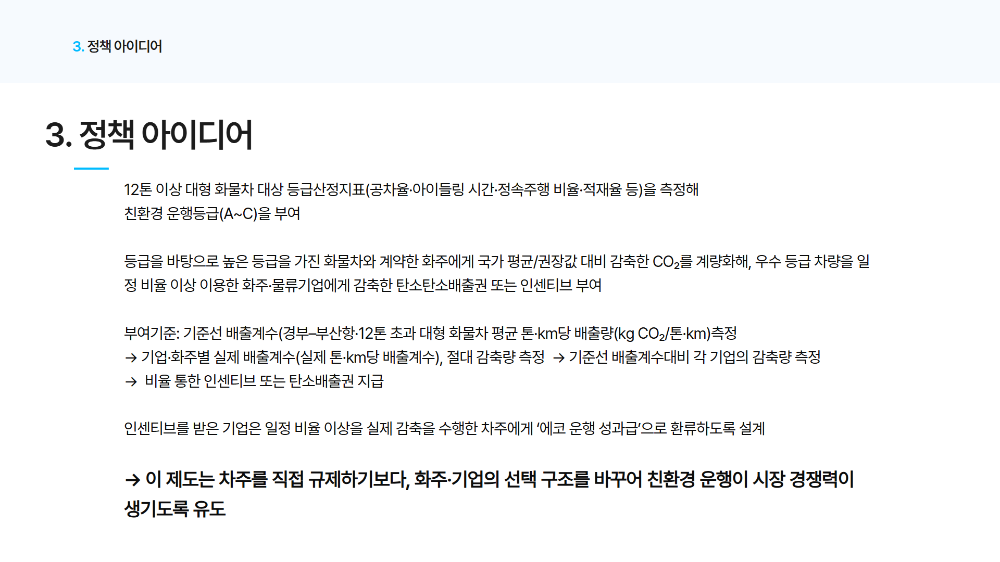 3. 정책 아이디어
3. 정책 아이디어
12톤 이상 대형 화물차 대상 등급산정지표(공차율·아이들링 시간·정속주행 비율·적재율 등)을 측정해
친환경 운행등급(A~C)을 부여
등급을 바탕으로 높은 등급을 가진 화물차와 계약한 화주에게 국가 평균/권장값 대비 감축한 CO₂를 계량화해, 우수 등급 차량을 일
정 비율 이상 이용한 화주·물류기업에게 감축한 탄소탄소배출권 또는 인센티브 부여
부여기준: 기준선 배출계수(경부–부산항·12톤 초과 대형 화물차 평균 톤·km당 배출량(kg CO₂/톤·km)측정
→ 기업·화주별 실제 배출계수(실제 톤·km당 배출계수), 절대 감축량 측정 → 기준선 배출계수대비 각 기업의 감축량 측정
→ 비율 통한 인센티브 또는 탄소배출권 지급
인센티브를 받은 기업은 일정 비율 이상을 실제 감축을 수행한 차주에게 ‘에코 운행 성과급’으로 환류하도록 설계
→ 이 제도는 차주를 직접 규제하기보다, 화주·기업의 선택 구조를 바꾸어 친환경 운행이 시장 경쟁력이
생기도록 유도